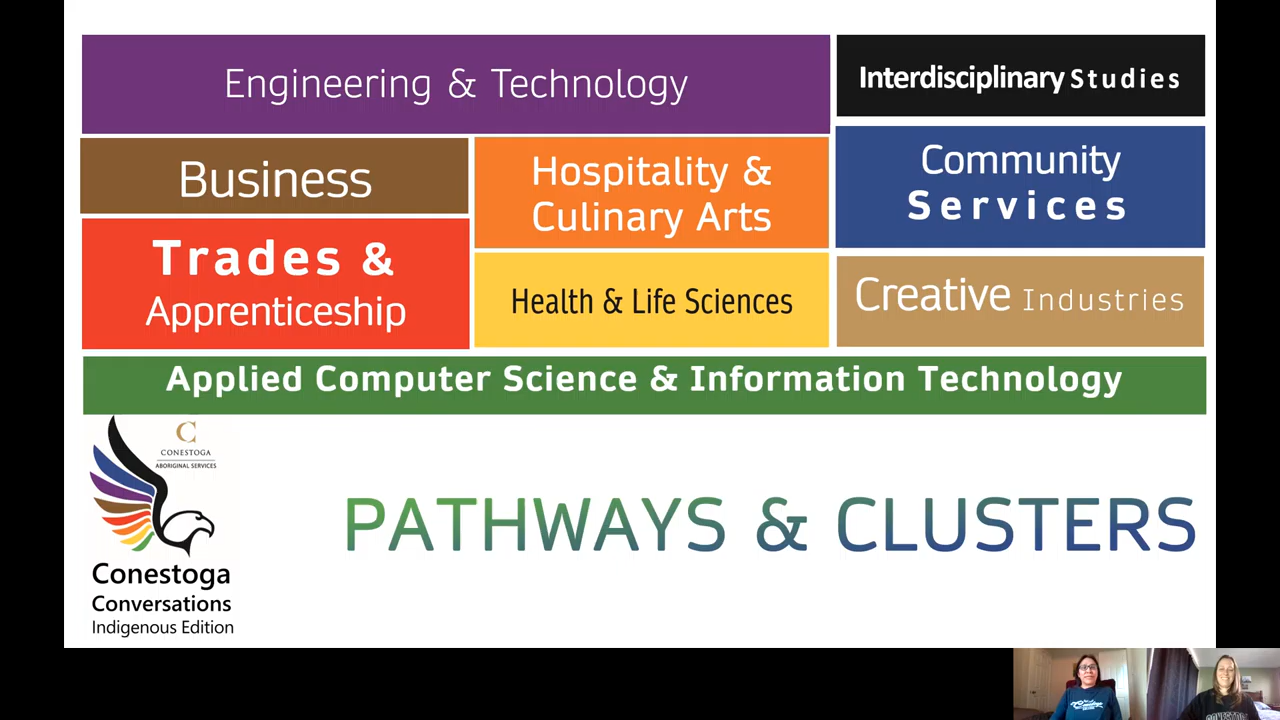 Engineering & Technology
Interdisciplinary Studies
Business
Hospitality &
Culinary Arts
Community
Services
Trades &
Apprenticeship
Health & Life Sciences
Creative Industries
Applied Computer Science & Information Technology
C
CONESTOGA
ABORIGINAL SERVICES
PATHWAYS & CLUSTERS
Conestoga
Conversations
Indigenous Edition
CONESTOGA